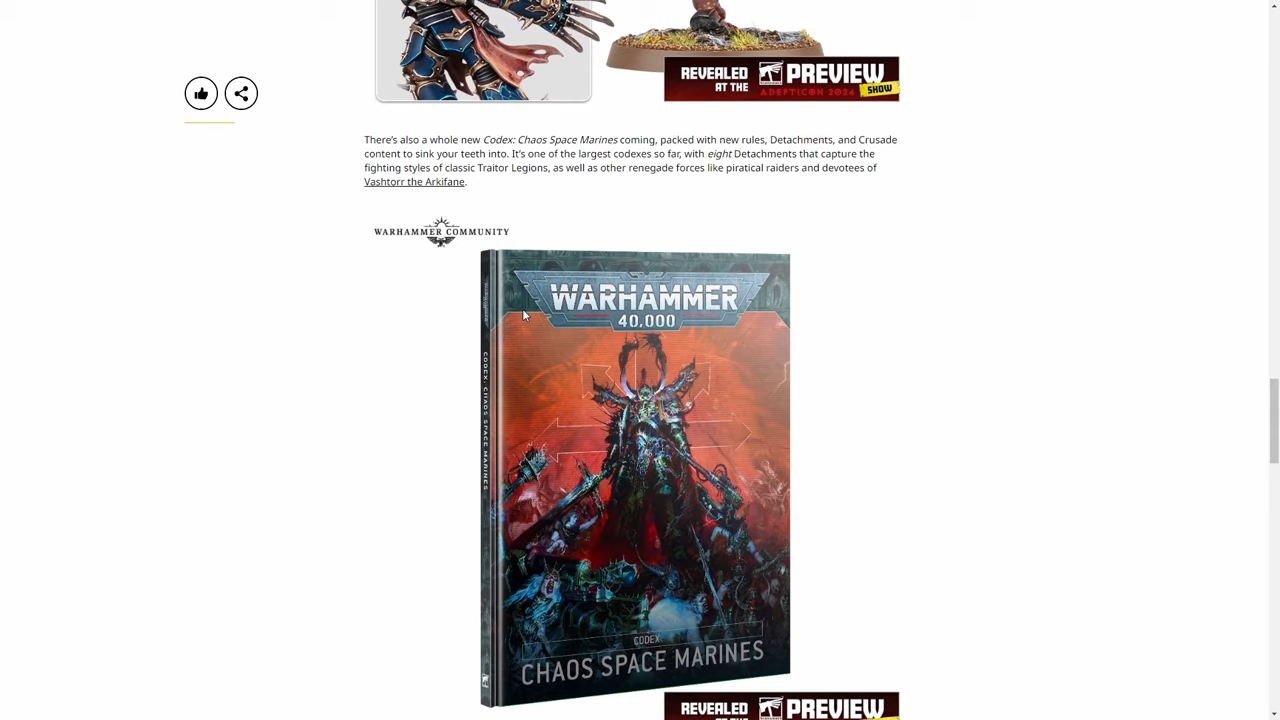 REVEALED
AT THE
PREVIEW
ADEPTICON 2024
SHOW
There's also a whole new Codex: Chaos Space Marines coming, packed with new rules, Detachments, and Crusade
content to sink your teeth into. It's one of the largest codexes so far, with eight Detachments that capture the
fighting styles of classic Traitor Legions, as well as other renegade forces like piratical raiders and devotees of
Vashtorr the Arkifane.
WARHAMMER COMMUNITY
WARHAMMER
40,000
CODEX: CHAOS SPACE MARINES
CODEX
CHAOS SPACE MARINES
REVEALED
PREVIEW